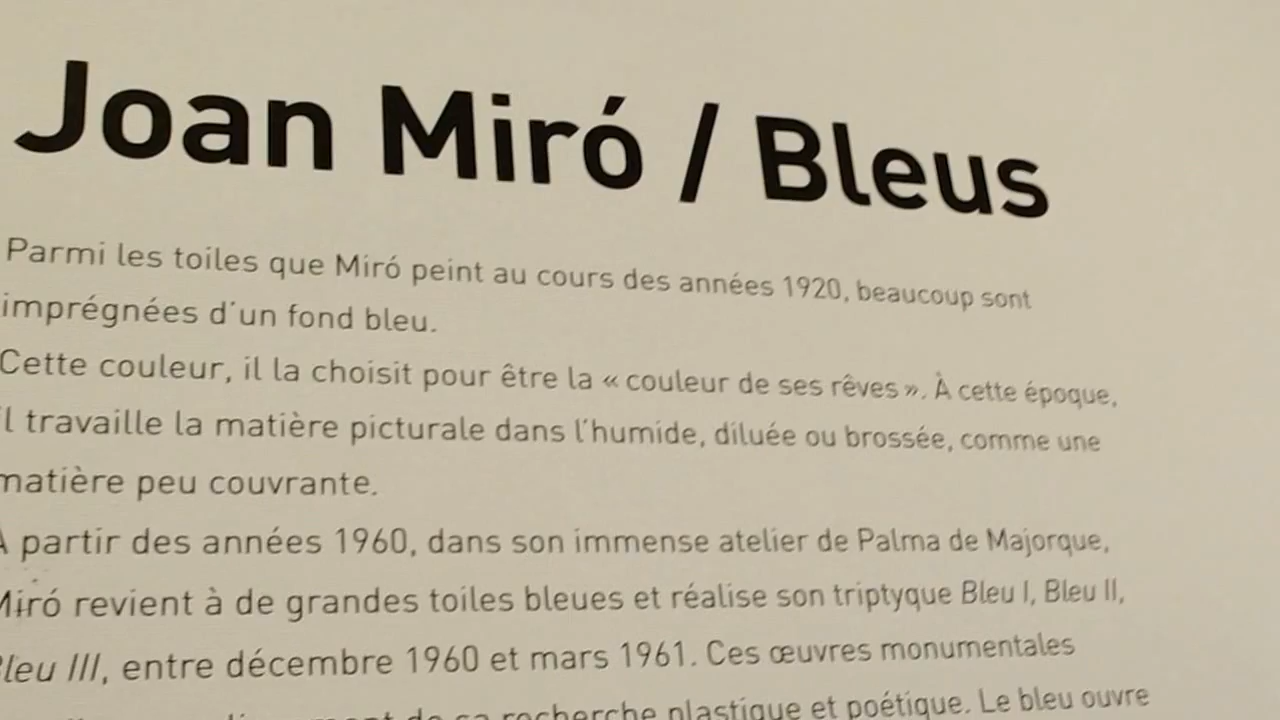 Joan Miró / Bleus
Parmi les toiles que Miró peint au cours des années 1920, beaucoup sont
imprégnées d'un fond bleu.
Cette couleur, il la choisit pour être la « couleur de ses rêves ». À cette époque,
il travaille la matière picturale dans l'humide, diluée ou brossée, comme une
matière peu couvrante.
À partir des années 1960, dans son immense atelier de Palma de Majorque,
Miró revient à de grandes toiles bleues et réalise son triptyque Bleu I, Bleu II,
Bleu III, entre décembre 1960 et mars 1961. Ces œuvres monumentales
de sa recherche plastique et poétique. Le bleu ouvre